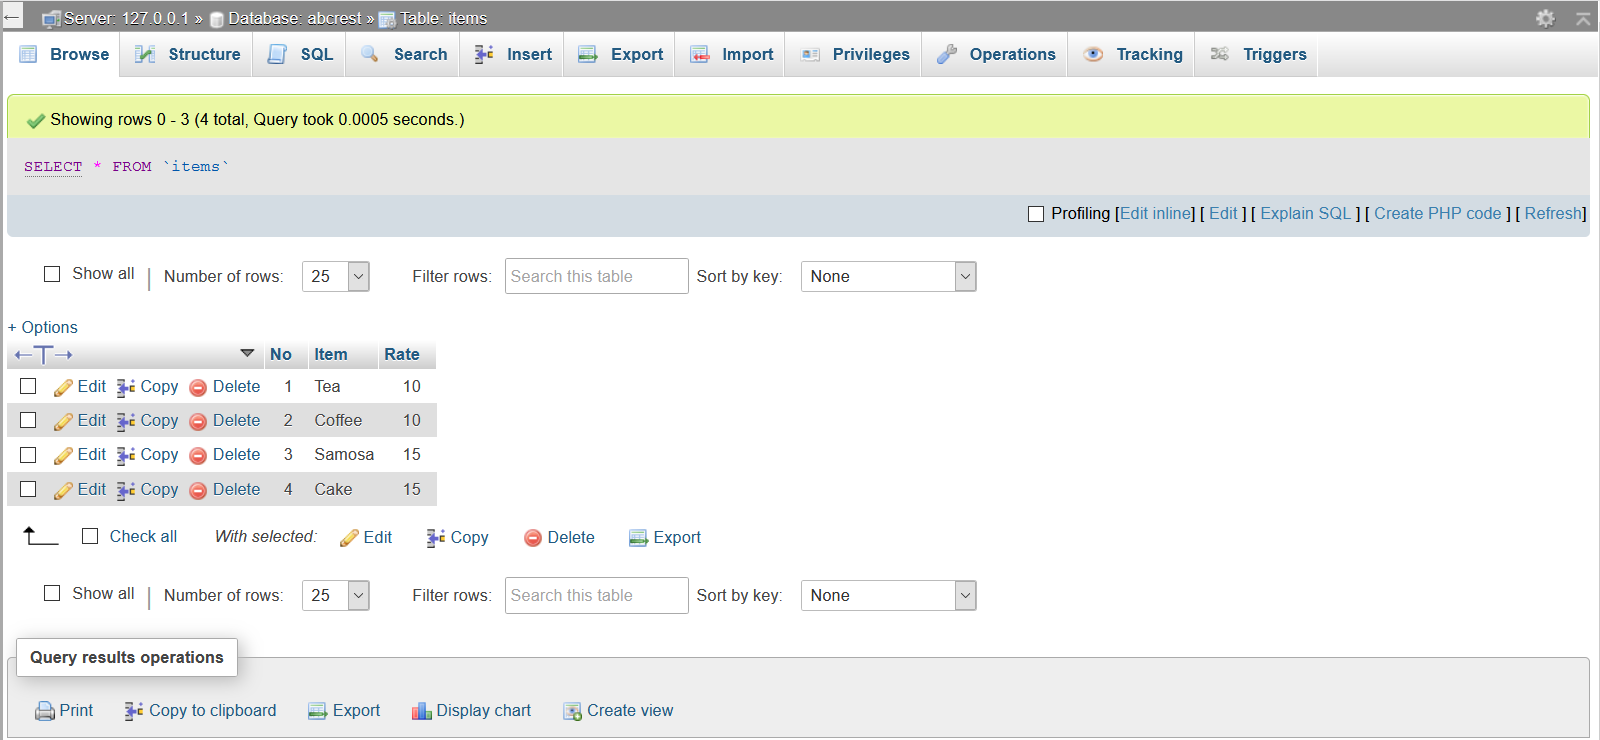 Server: 127.0.0.1 » Database: abcrest » Table: items
Browse Structure SQL Search Insert Export Import Privileges Operations Tracking Triggers
Showing rows 0 - 3 (4 total, Query took 0.0005 seconds.)
SELECT * FROM `items`
Profiling [Edit inline] [ Edit ] [ Explain SQL ] [ Create PHP code ] [ Refresh]
Show all | Number of rows: 25 Filter rows: Search this table Sort by key: None
+ Options
←T→ No Item Rate
Edit Copy Delete 1 Tea 10
Edit Copy Delete 2 Coffee 10
Edit Copy Delete 3 Samosa 15
Edit Copy Delete 4 Cake 15
Check all With selected: Edit Copy Delete Export
Show all | Number of rows: 25 Filter rows: Search this table Sort by key: None
Query results operations
Print Copy to clipboard Export Display chart Create view